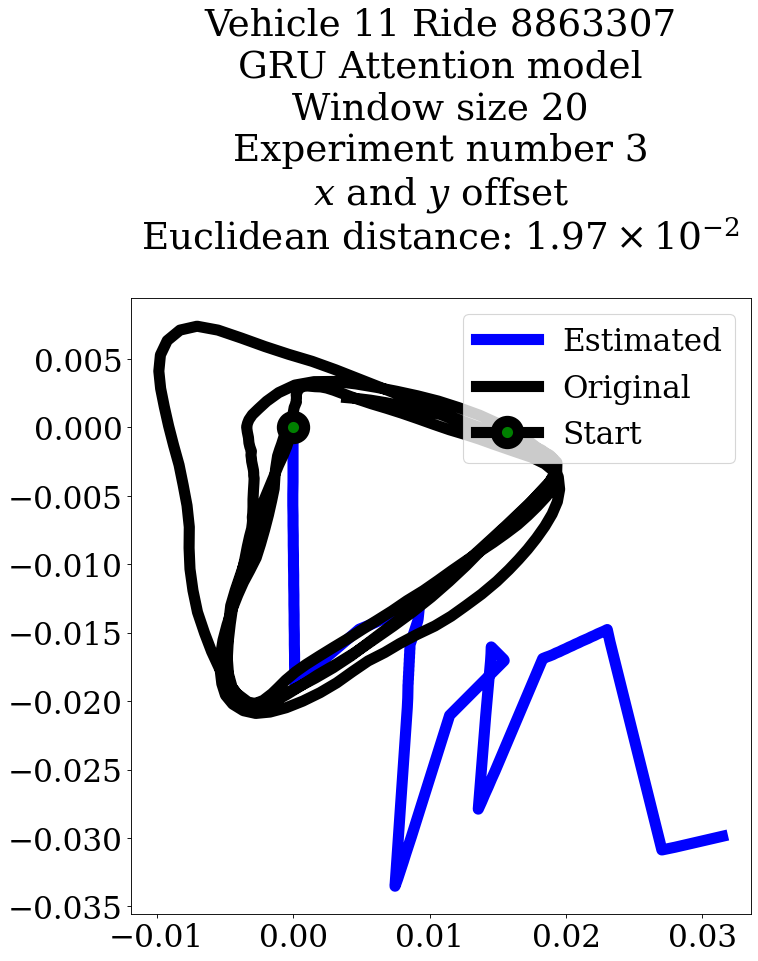 Vehicle 11 Ride 8863307
GRU Attention model
Window size 20
Experiment number 3
x and y offset
Euclidean distance: 1.97 × 10⁻²
Estimated
Original
Start
0.005
0.000
−0.005
−0.010
−0.015
−0.020
−0.025
−0.030
−0.035
−0.01 0.00 0.01 0.02 0.03